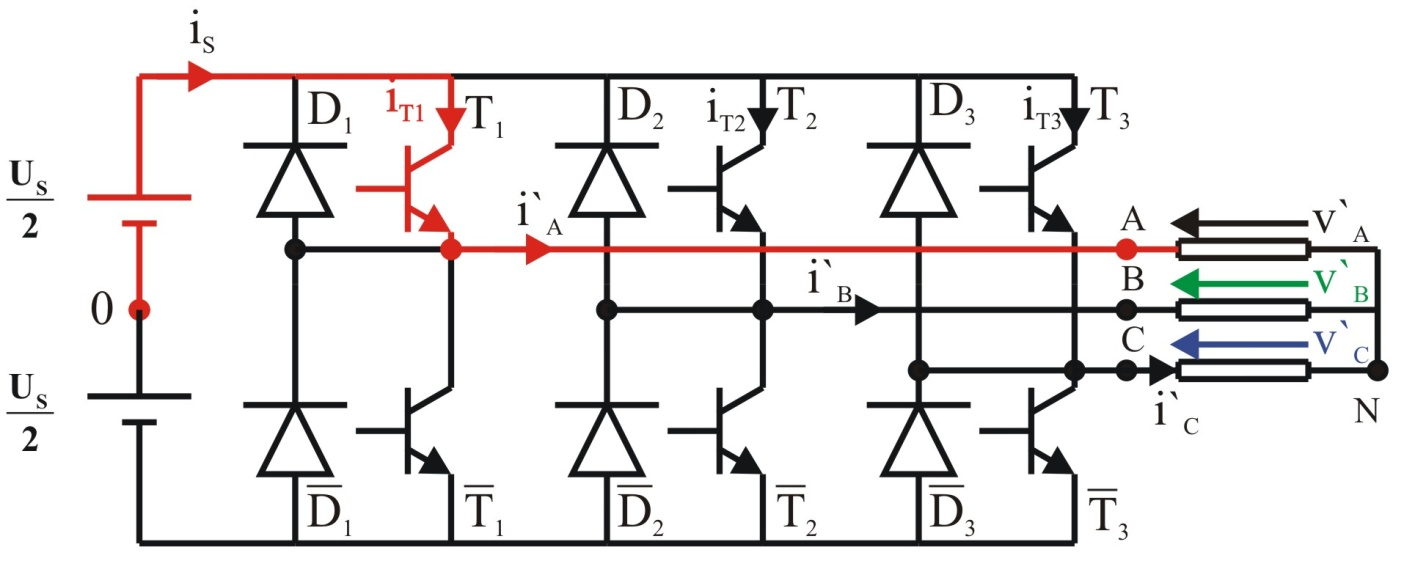 i_S
D_1
i_T1
T_1
D_2
i_T2
T_2
D_3
i_T3
T_3
U_S
2
i`_A
A
v`_A
0
i`_B
B
v`_B
C
v`_C
U_S
2
i`_C
N
D̅_1
T̅_1
D̅_2
T̅_2
D̅_3
T̅_3